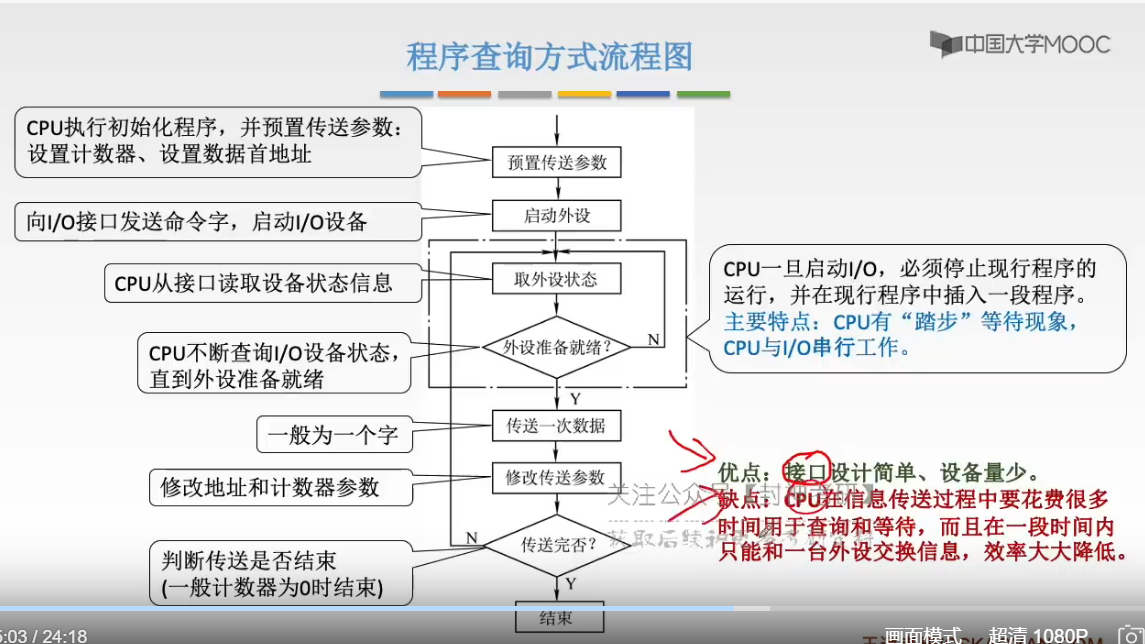 程序查询方式流程图
中国大学MOOC
CPU执行初始化程序，并预置传送参数：
设置计数器、设置数据首地址
预置传送参数
向I/O接口发送命令字，启动I/O设备
启动外设
CPU从接口读取设备状态信息
取外设状态
CPU不断查询I/O设备状态，
直到外设准备就绪
外设准备就绪？
N
Y
CPU一旦启动I/O，必须停止现行程序的
运行，并在现行程序中插入一段程序。
主要特点：CPU有“踏步”等待现象，
CPU与I/O串行工作。
一般为一个字
传送一次数据
修改地址和计数器参数
修改传送参数
优点：接口设计简单、设备量少。
缺点：CPU在信息传送过程中要花费很多
时间用于查询和等待，而且在一段时间内
只能和一台外设交换信息，效率大大降低。
关注公众号
获取后续
判断传送是否结束
(一般计数器为0时结束)
传送完否？
N
Y
结束
5:03 / 24:18
画面模式
超清 1080P